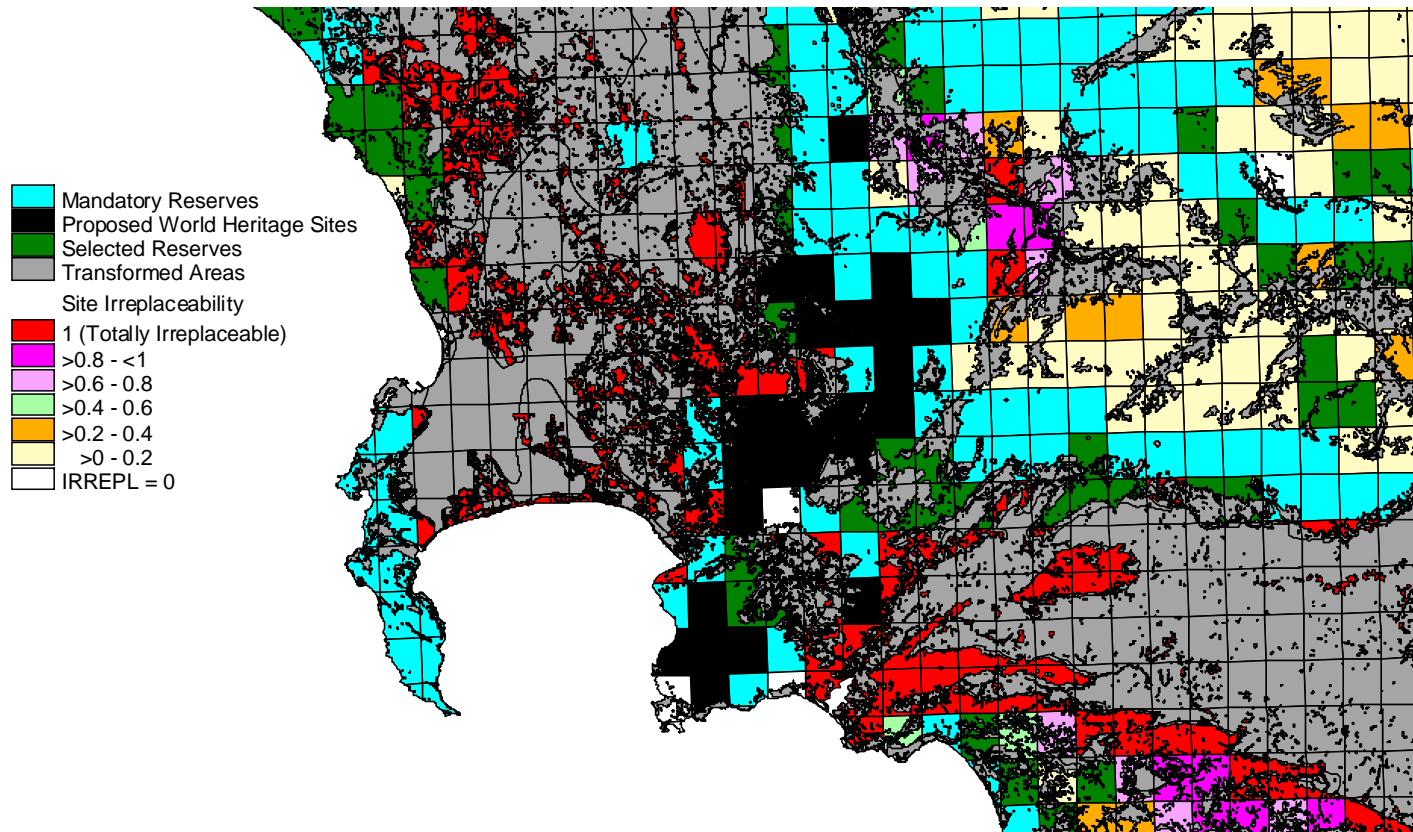 Mandatory Reserves
Proposed World Heritage Sites
Selected Reserves
Transformed Areas
Site Irreplaceability
1 (Totally Irreplaceable)
>0.8 - <1
>0.6 - 0.8
>0.4 - 0.6
>0.2 - 0.4
>0 - 0.2
IRREPL = 0